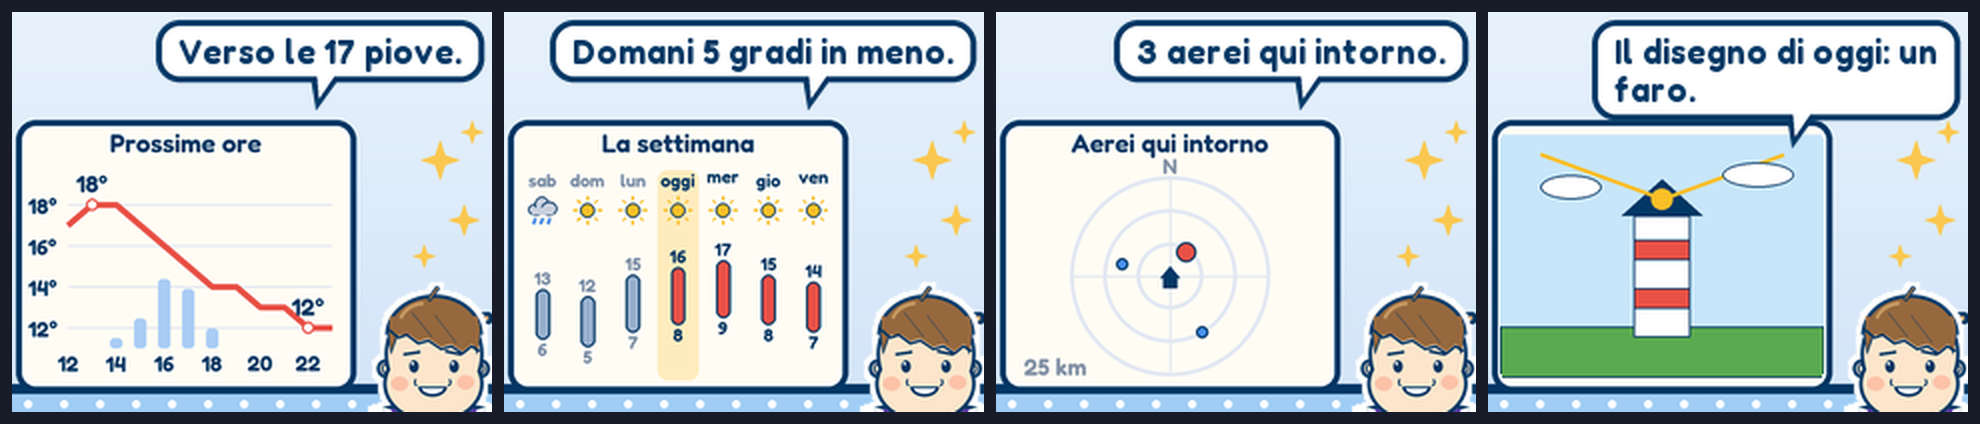 Verso le 17 piove.
Prossime ore
18°
18°
16°
14°
12°
12°
12 14 16 18 20 22
Domani 5 gradi in meno.
La settimana
sab dom lun oggi mer gio ven
13 12 15 16 17 15 14
6 5 7 8 9 8 7
3 aerei qui intorno.
Aerei qui intorno
N
25 km
Il disegno di oggi: un
faro.